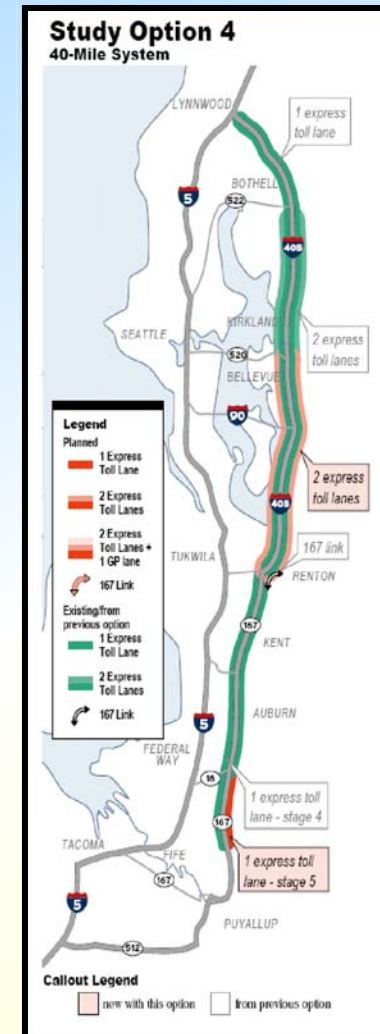 Study Option 4
40-Mile System
LYNNWOOD
1 express
toll lane
BOTHELL
5
522
405
KIRKLAND
2 express
toll lanes
SEATTLE
520
BELLEVUE
90
2 express
toll lanes
405
Legend
Planned
1 Express
Toll Lane
2 Express
Toll Lanes
2 Express
Toll Lanes +
1 GP lane
167 Link
Existing/from
previous option
1 Express
Toll Lane
2 Express
Toll Lanes
167 Link
167 link
TUKWILA
RENTON
167
KENT
AUBURN
5
FEDERAL
WAY
18
1 express toll
lane - stage 4
167
TACOMA
FIFE
167
1 express toll
lane - stage 5
5
PUYALLUP
512
Callout Legend
new with this option
from previous option